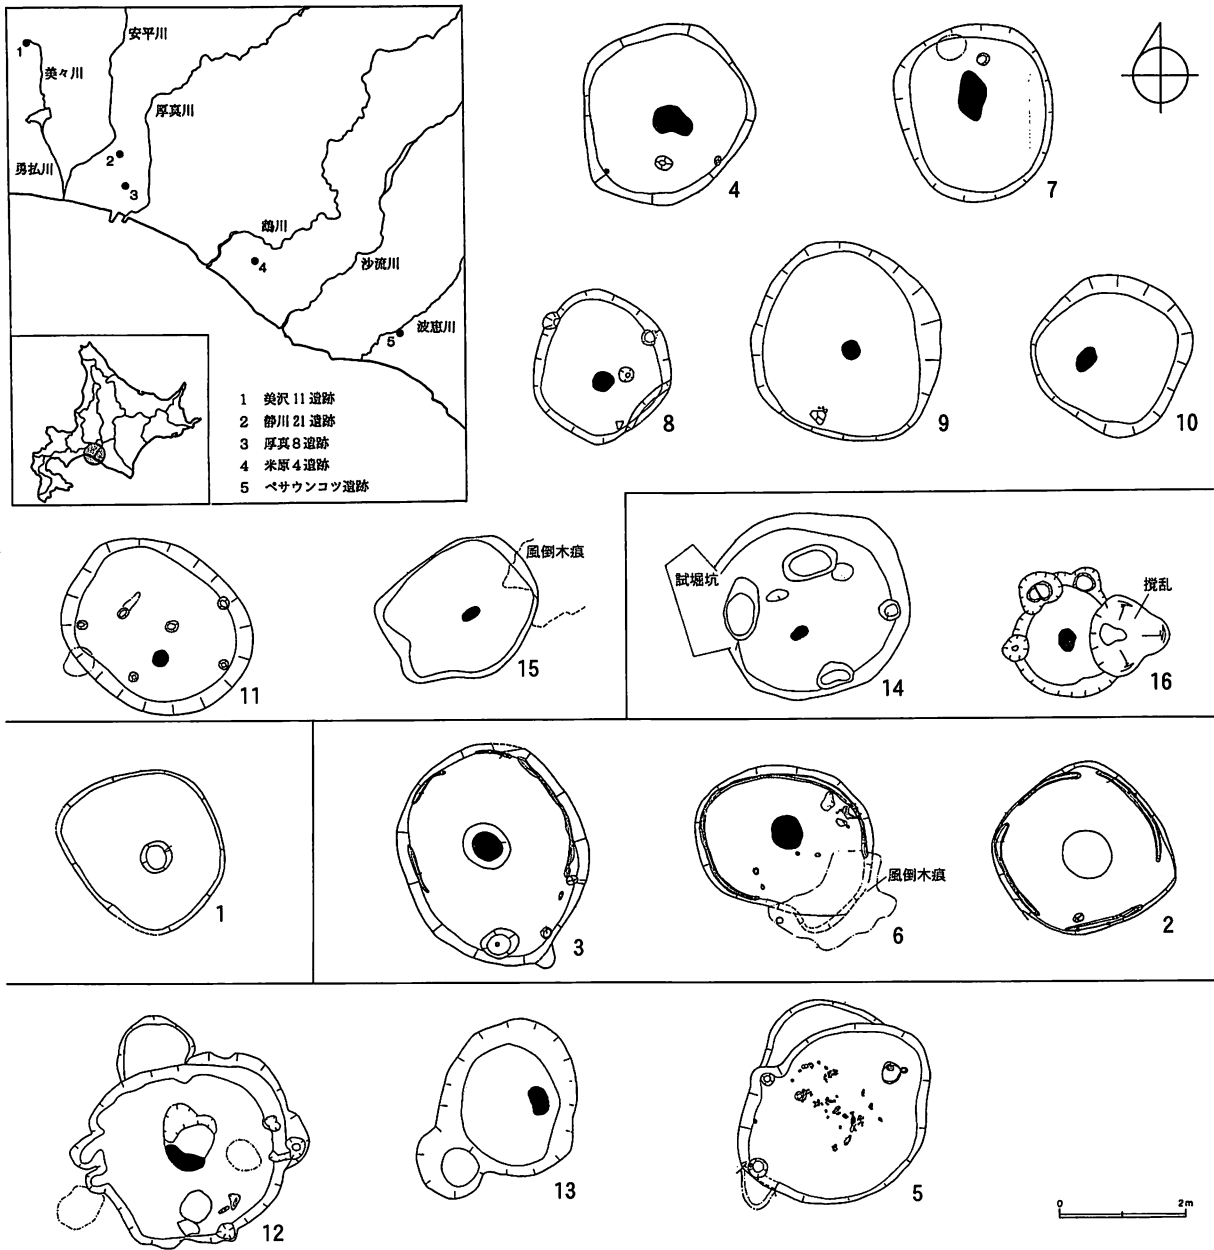 安平川
1
美々川
厚真川
2
勇払川
3
鵡川
4
沙流川
波恵川
5
1 美沢11遺跡
2 静川21遺跡
3 厚真8遺跡
4 米原4遺跡
5 ペサウンコツ遺跡
4
7
8
9
10
風倒木痕
11
15
試堀坑
14
撹乱
16
1
3
風倒木痕
6
2
12
13
5
0 2m